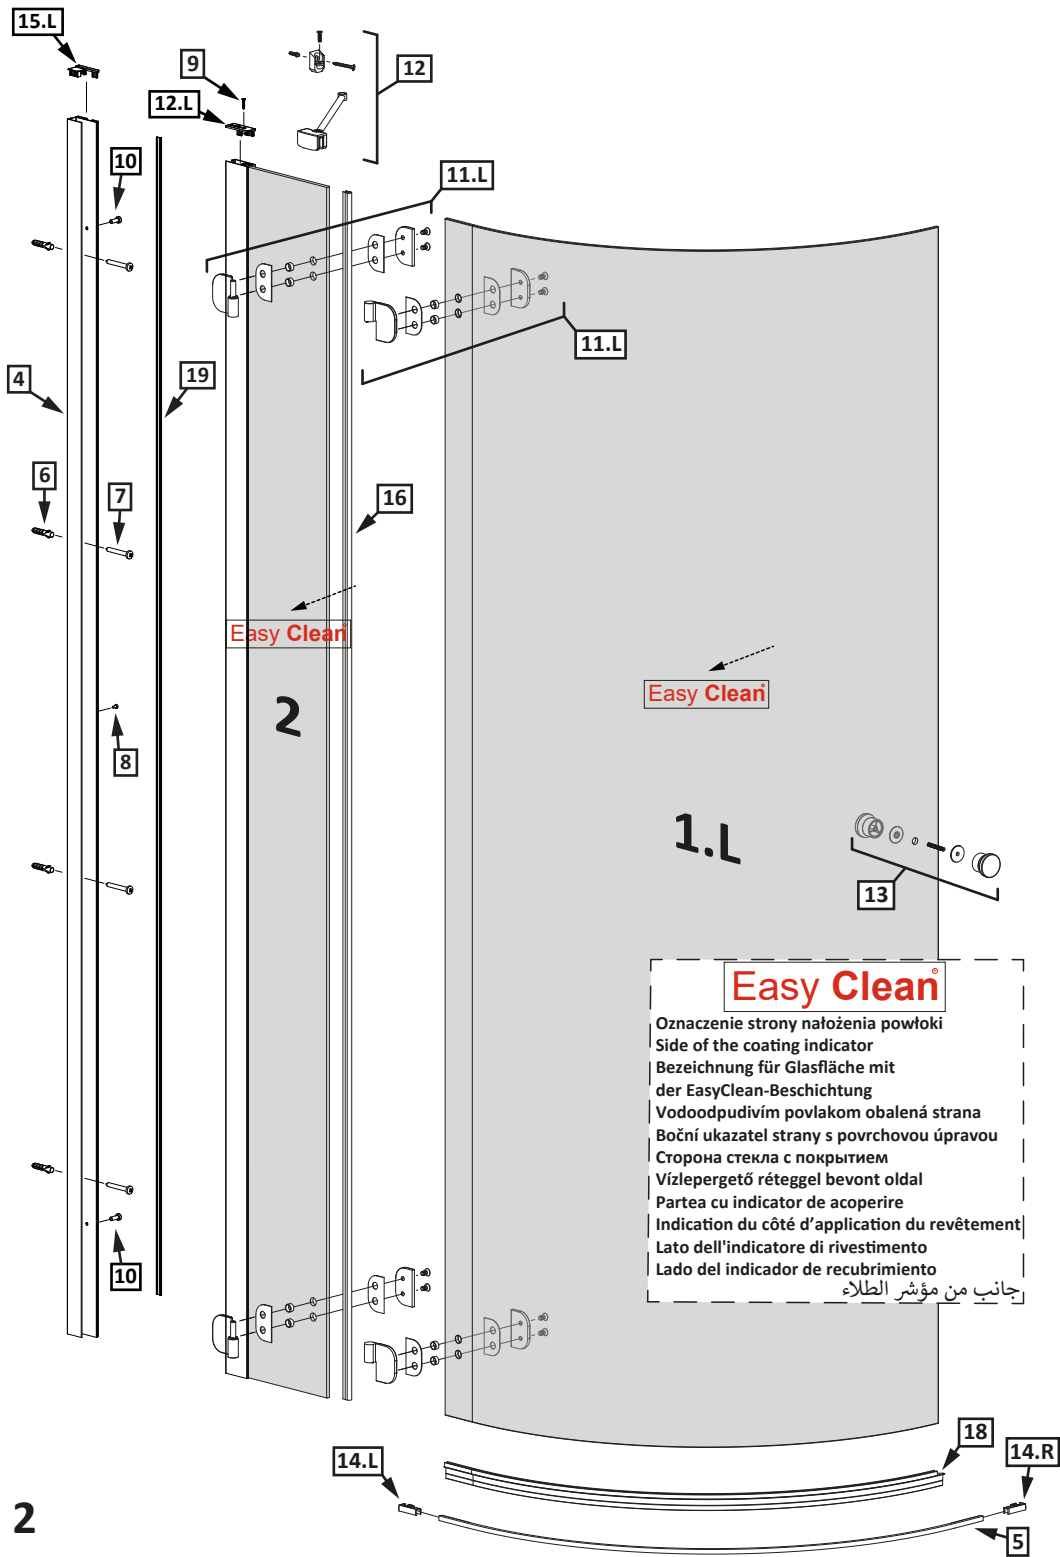 15.L
9
12
12.L
10
11.L
11.L
4
19
6
7
16
Easy Clean®
2
Easy Clean®
8
1.L
13
Easy Clean®
Oznaczenie strony nałożenia powłoki
Side of the coating indicator
Bezeichnung für Glasfläche mit
der EasyClean-Beschichtung
Vodoodpudivím povlakom obalená strana
Boční ukazatel strany s povrchovou úpravou
Сторона стекла с покрытием
Vízlepergető réteggel bevont oldal
Partea cu indicator de acoperire
Indication du côté d’application du revêtement
Lato dell'indicatore di rivestimento
Lado del indicador de recubrimiento
جانب من مؤشر الطلاء
10
18
14.L
14.R
5
2